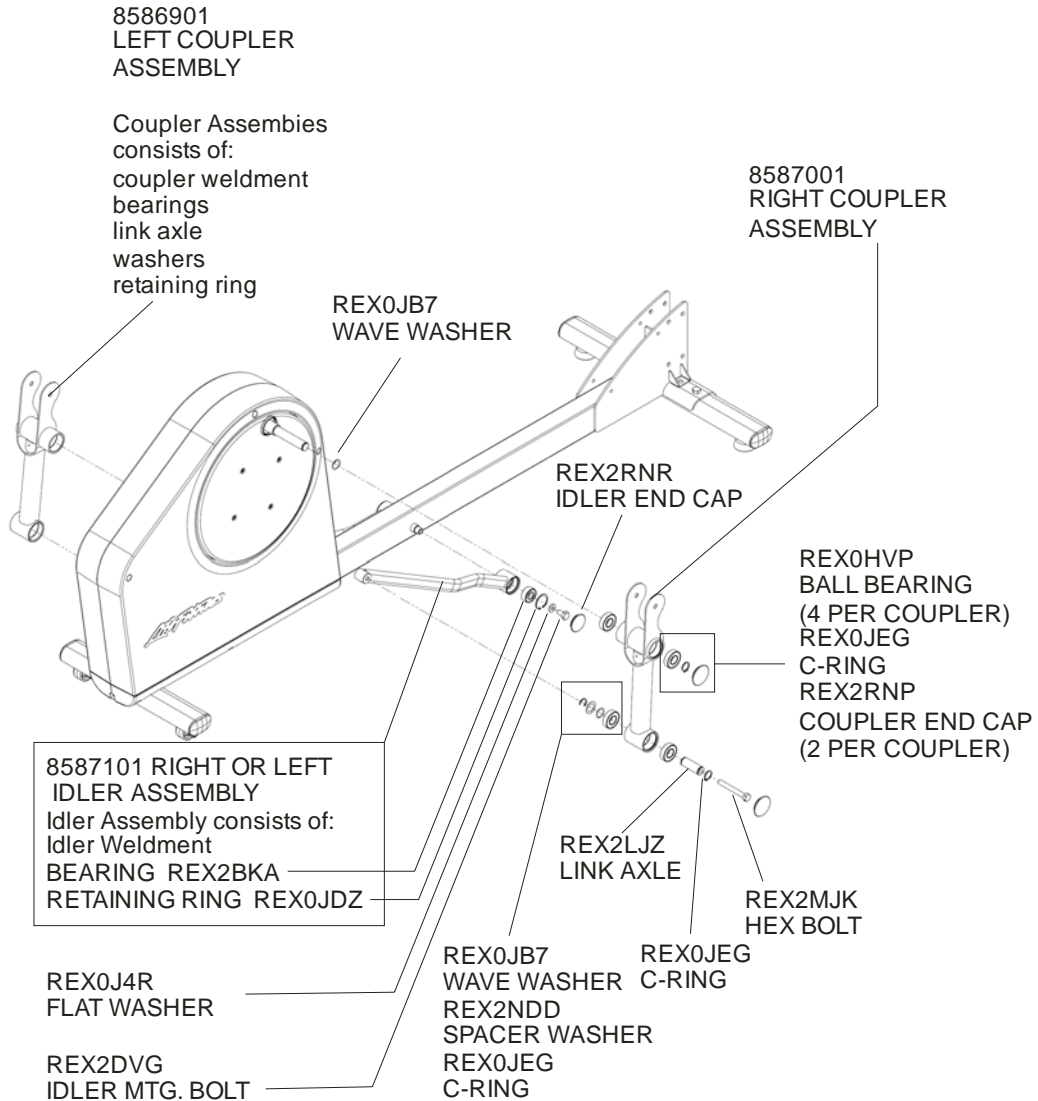 8586901
LEFT COUPLER
ASSEMBLY
Coupler Assembies
consists of:
coupler weldment
bearings
link axle
washers
retaining ring
8587001
RIGHT COUPLER
ASSEMBLY
REX0JB7
WAVE WASHER
REX2RNR
IDLER END CAP
REX0HVP
BALL BEARING
(4 PER COUPLER)
REX0JEG
C-RING
REX2RNP
COUPLER END CAP
(2 PER COUPLER)
LifeFitness
8587101 RIGHT OR LEFT
IDLER ASSEMBLY
Idler Assembly consists of:
Idler Weldment
BEARING REX2BKA
RETAINING RING REX0JDZ
REX2LJZ
LINK AXLE
REX2MJK
HEX BOLT
REX0JEG
C-RING
REX0JB7
WAVE WASHER
REX2NDD
SPACER WASHER
REX0JEG
C-RING
REX0J4R
FLAT WASHER
REX2DVG
IDLER MTG. BOLT